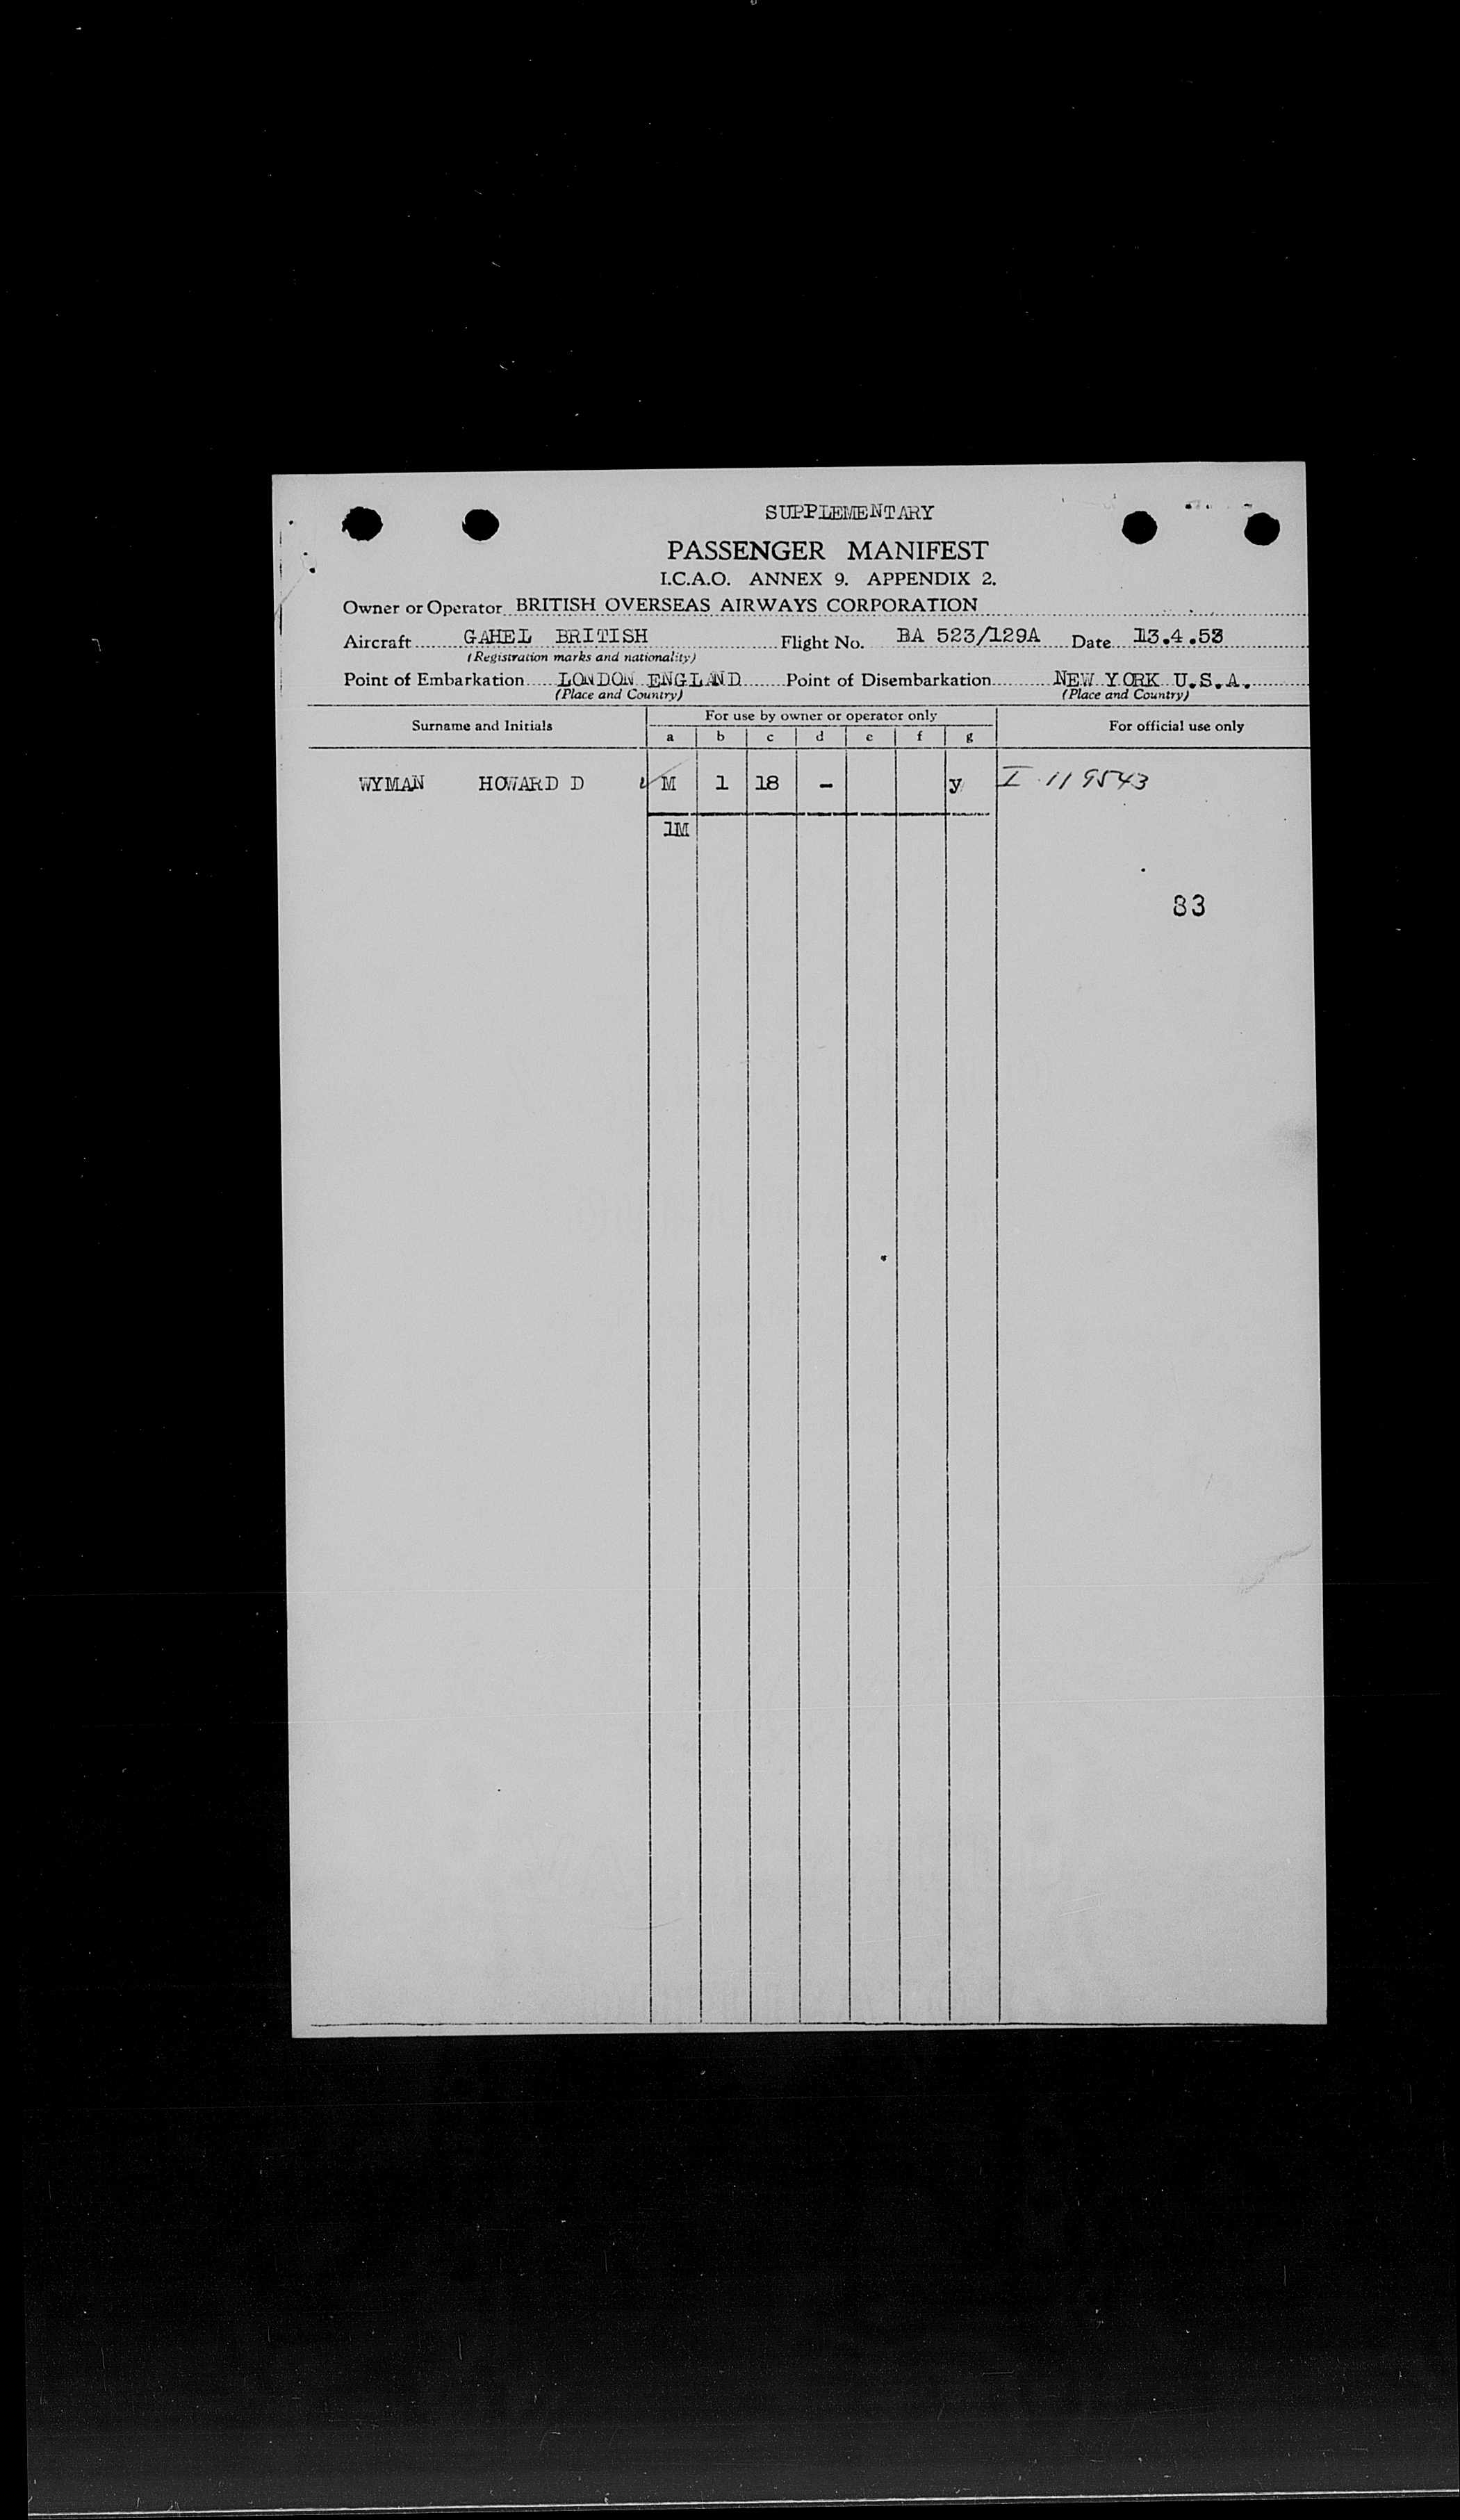 SUPPLEMENTARY
PASSENGER MANIFEST
I.C.A.O. ANNEX 9. APPENDIX 2.
Owner or Operator BRITISH OVERSEAS AIRWAYS CORPORATION
Aircraft GAHEL BRITISH Flight No. BA 523/129A Date 13.4.53
(Registration marks and nationality)
Point of Embarkation LONDON ENGLAND Point of Disembarkation NEW YORK U.S.A.
(Place and Country) (Place and Country)
Surname and Initials For use by owner or operator only For official use only
a b c d e f g
WYMAN HOWARD D M 1 18 - y I 119543
1M
83